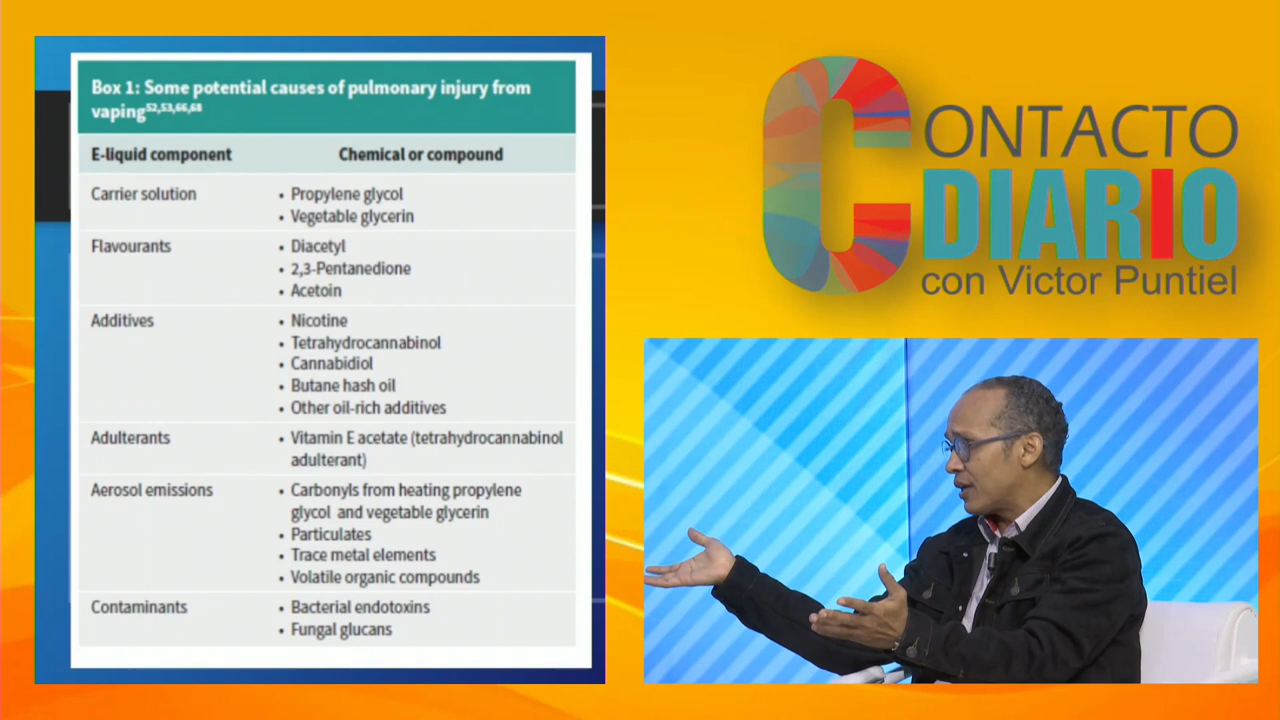 Box 1: Some potential causes of pulmonary injury from
vaping52,53,66,68
E-liquid component Chemical or compound
Carrier solution • Propylene glycol
• Vegetable glycerin
Flavourants • Diacetyl
• 2,3-Pentanedione
• Acetoin
Additives • Nicotine
• Tetrahydrocannabinol
• Cannabidiol
• Butane hash oil
• Other oil-rich additives
Adulterants • Vitamin E acetate (tetrahydrocannabinol
adulterant)
Aerosol emissions • Carbonyls from heating propylene
glycol and vegetable glycerin
• Particulates
• Trace metal elements
• Volatile organic compounds
Contaminants • Bacterial endotoxins
• Fungal glucans
CONTACTO
DIARIO
con Victor Puntiel